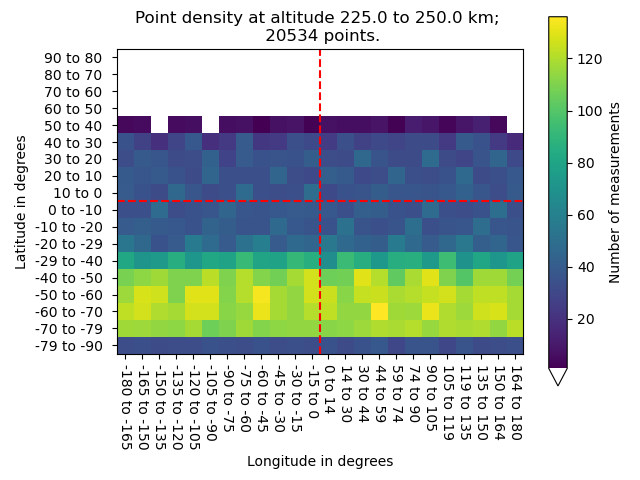 Point density at altitude 225.0 to 250.0 km;
20534 points.
90 to 80
80 to 70
70 to 60
60 to 50
50 to 40
40 to 30
30 to 20
20 to 10
10 to 0
0 to -10
-10 to -20
-20 to -29
-29 to -40
-40 to -50
-50 to -60
-60 to -70
-70 to -79
-79 to -90
Latitude in degrees
-180 to -165
-165 to -150
-150 to -135
-135 to -120
-120 to -105
-105 to -90
-90 to -75
-75 to -60
-60 to -45
-45 to -30
-30 to -15
-15 to 0
0 to 14
14 to 30
30 to 44
44 to 59
59 to 74
74 to 90
90 to 105
105 to 119
119 to 135
135 to 150
150 to 164
164 to 180
Longitude in degrees
120
100
80
60
40
20
Number of measurements